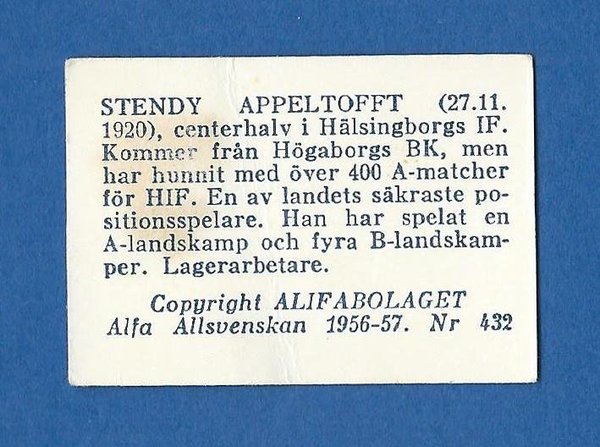 STENDY APPELTOFFT (27.11.
1920), centerhalv i Hälsingborgs IF.
Kommer från Högaborgs BK, men
har hunnit med över 400 A-matcher
för HIF. En av landets säkraste po-
sitionsspelare. Han har spelat en
A-landskamp och fyra B-landskam-
per. Lagerarbetare.
Copyright ALIFABOLAGET
Alfa Allsvenskan 1956-57. Nr 432